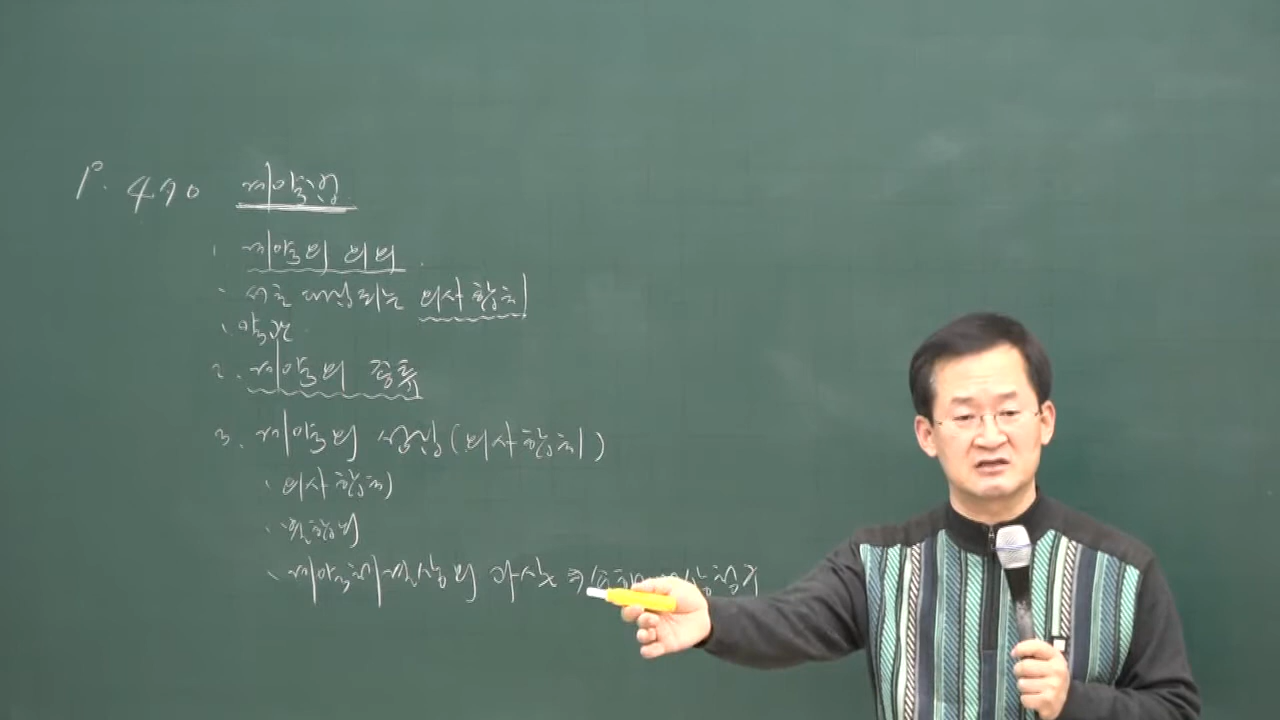 P. 490 계약법
1. 계약의 의의
· 서로 대립되는 의사합치
· 약관
2. 계약의 종류
3. 계약의 성립(의사합치)
· 의사합치
· 계약체결상의 과실